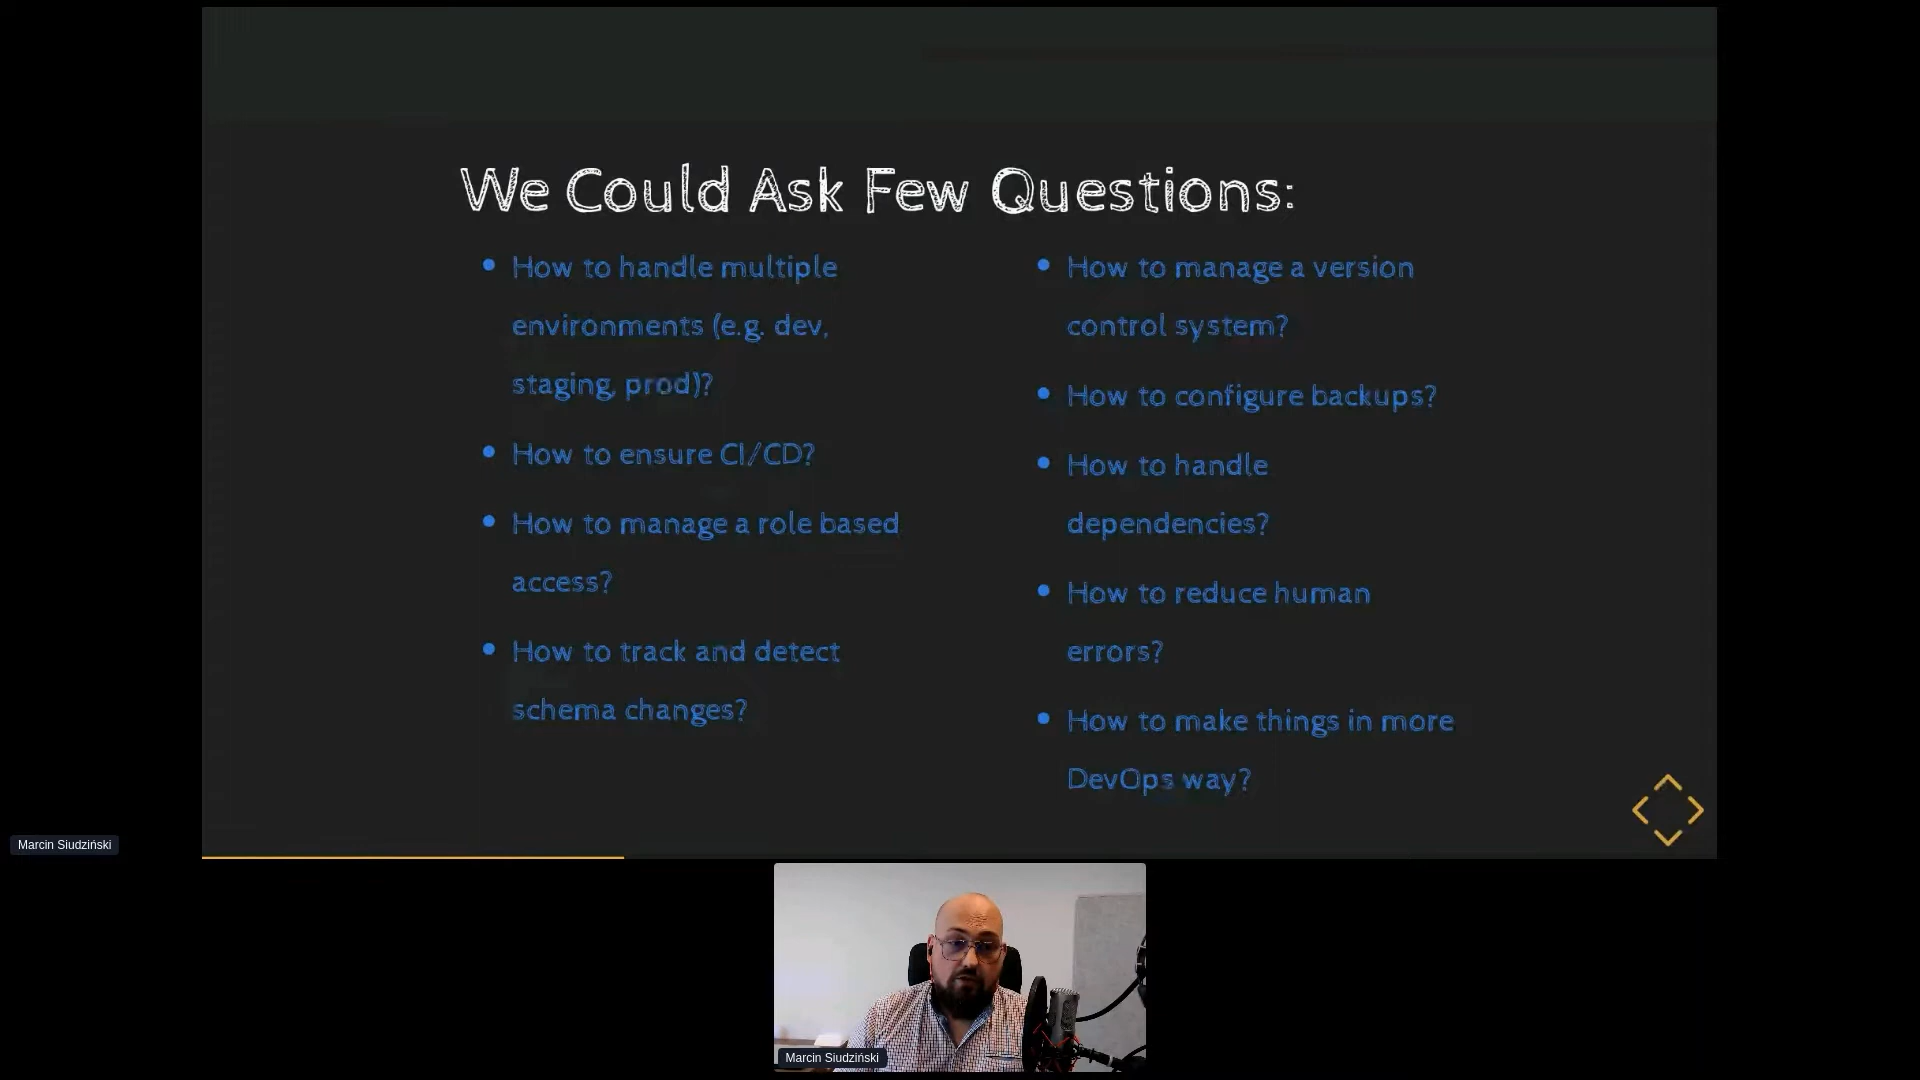 We Could Ask Few Questions:
How to handle multiple
environments (e.g. dev,
staging, prod)?
How to ensure CI/CD?
How to manage a role based
access?
How to track and detect
schema changes?
How to manage a version
control system?
How to configure backups?
How to handle
dependencies?
How to reduce human
errors?
How to make things in more
DevOps way?
Marcin Siudziński
Marcin Siudziński